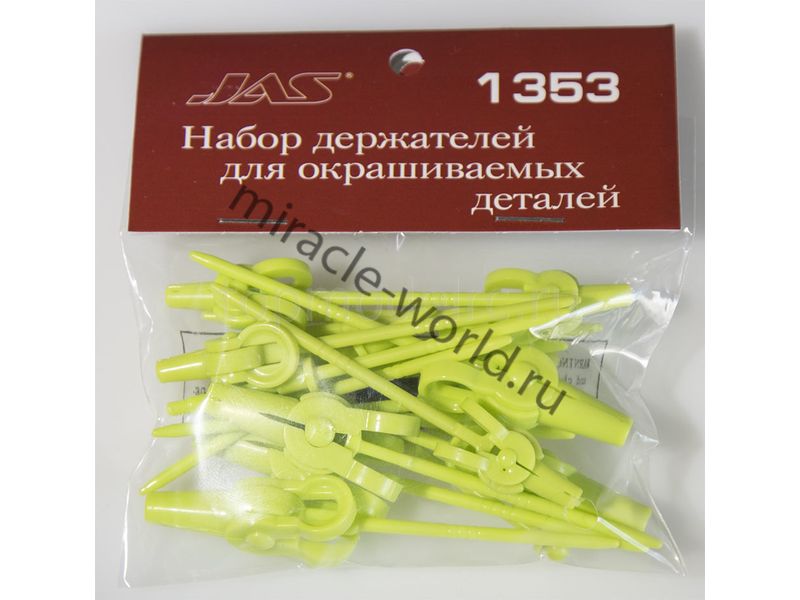 JAS®
1353
Набор держателей
для окрашиваемых
деталей
miracle-world.ru